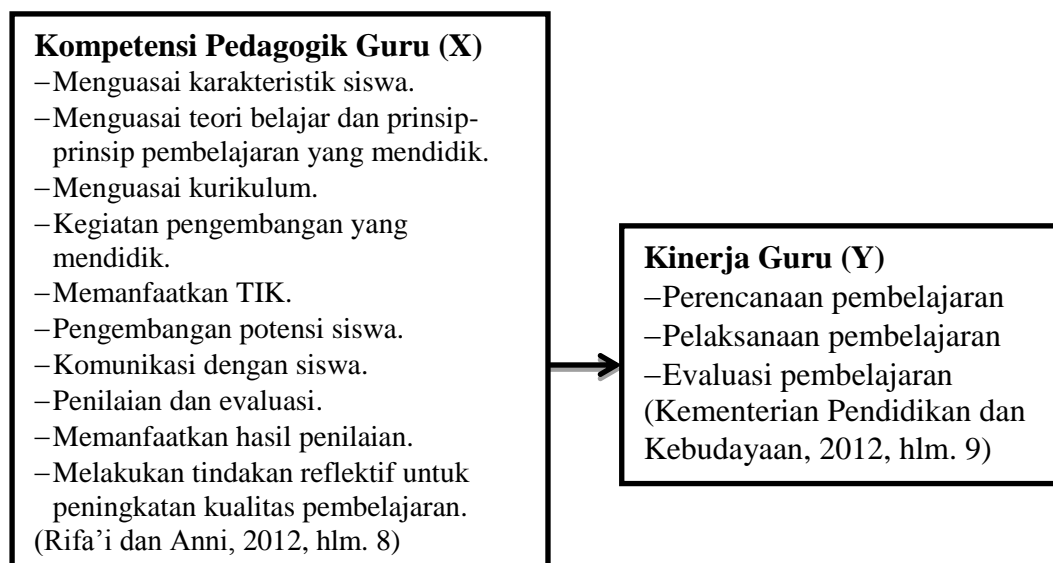 Kompetensi Pedagogik Guru (X)
−Menguasai karakteristik siswa.
−Menguasai teori belajar dan prinsip-
prinsip pembelajaran yang mendidik.
−Menguasai kurikulum.
−Kegiatan pengembangan yang
mendidik.
−Memanfaatkan TIK.
−Pengembangan potensi siswa.
−Komunikasi dengan siswa.
−Penilaian dan evaluasi.
−Memanfaatkan hasil penilaian.
−Melakukan tindakan reflektif untuk
peningkatan kualitas pembelajaran.
(Rifa’i dan Anni, 2012, hlm. 8)
Kinerja Guru (Y)
−Perencanaan pembelajaran
−Pelaksanaan pembelajaran
−Evaluasi pembelajaran
(Kementerian Pendidikan dan
Kebudayaan, 2012, hlm. 9)